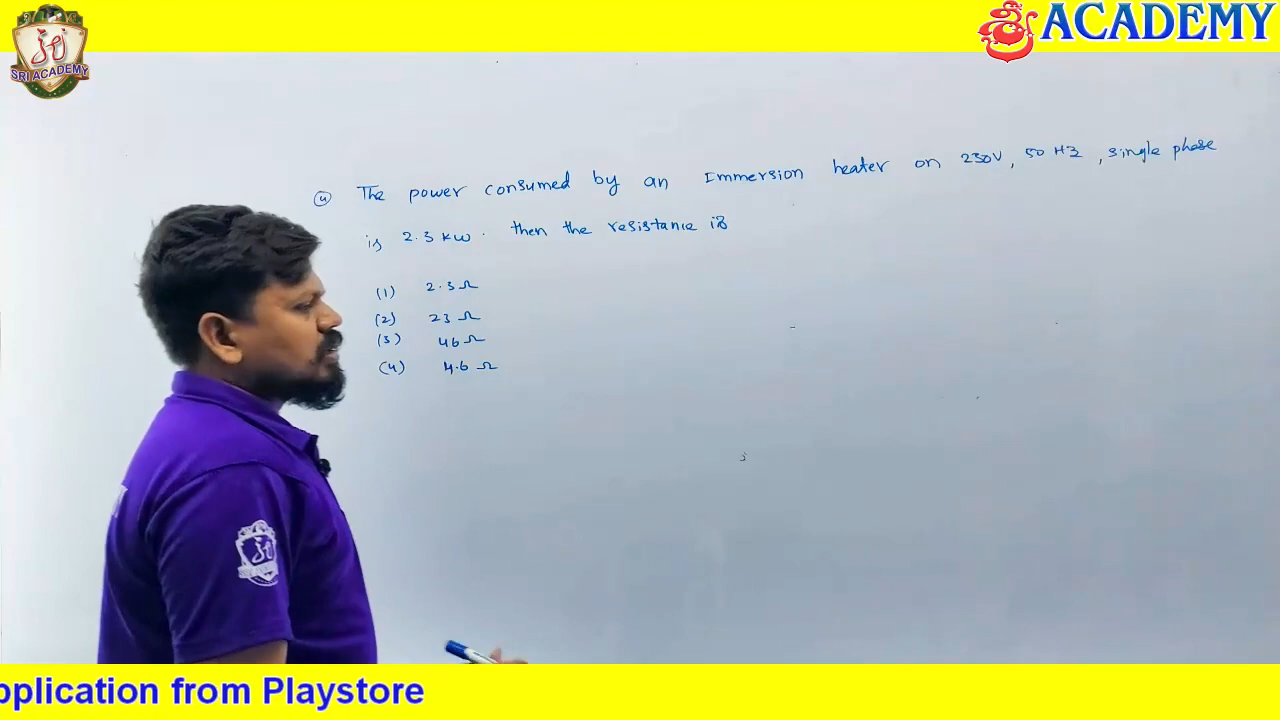 SRI ACADEMY
ACADEMY
(4) The power consumed by an Immersion heater on 230V, 50 Hz, single phase
is 2.3 kw. then the resistance is
(1) 2.3 Ω
(2) 23 Ω
(3) 46 Ω
(4) 4.6 Ω
pplication from Playstore